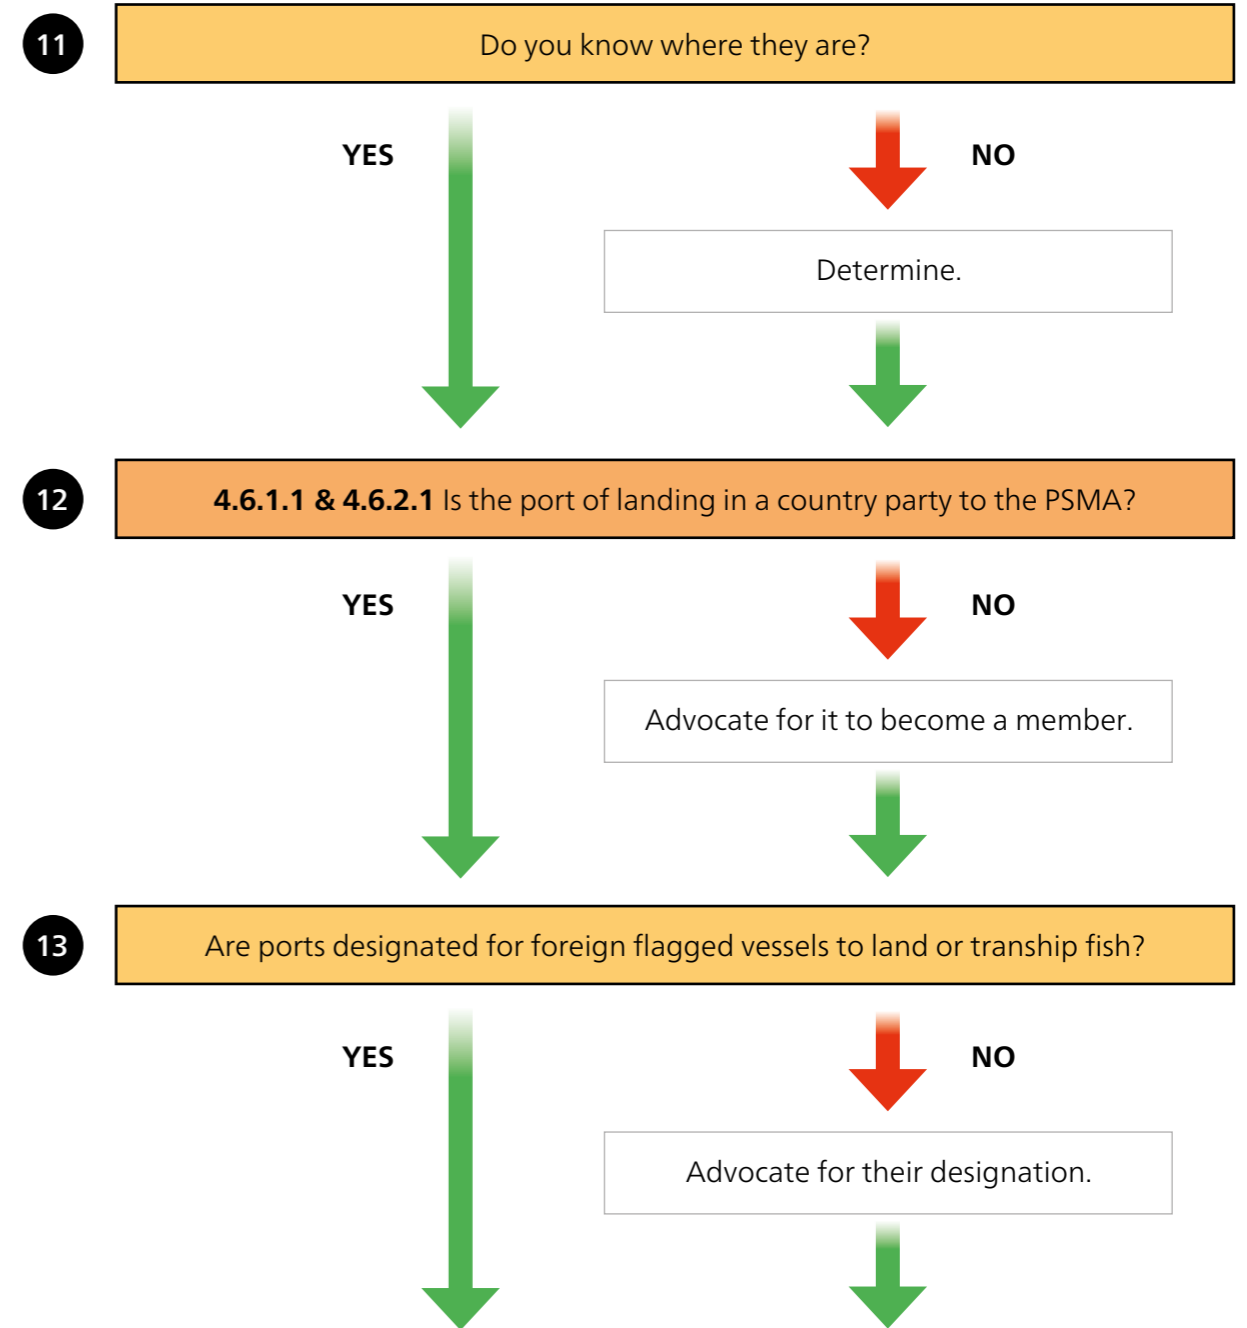 11
Do you know where they are?
YES
NO
Determine.
12
4.6.1.1 & 4.6.2.1 Is the port of landing in a country party to the PSMA?
YES
NO
Advocate for it to become a member.
13
Are ports designated for foreign flagged vessels to land or tranship fish?
YES
NO
Advocate for their designation.